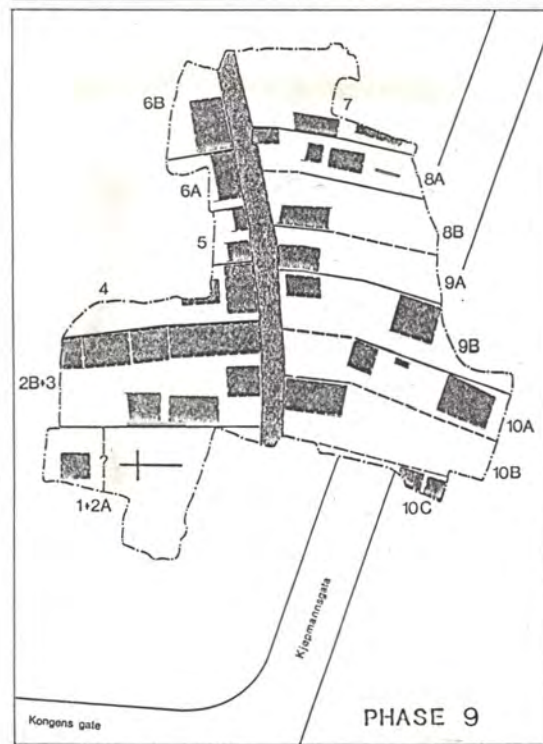 6B
7
6A
8A
5
8B
4
9A
9B
2B+3
10A
?
10B
1+2A
10C
Kjøpmannsgata
Kongens gate
PHASE 9